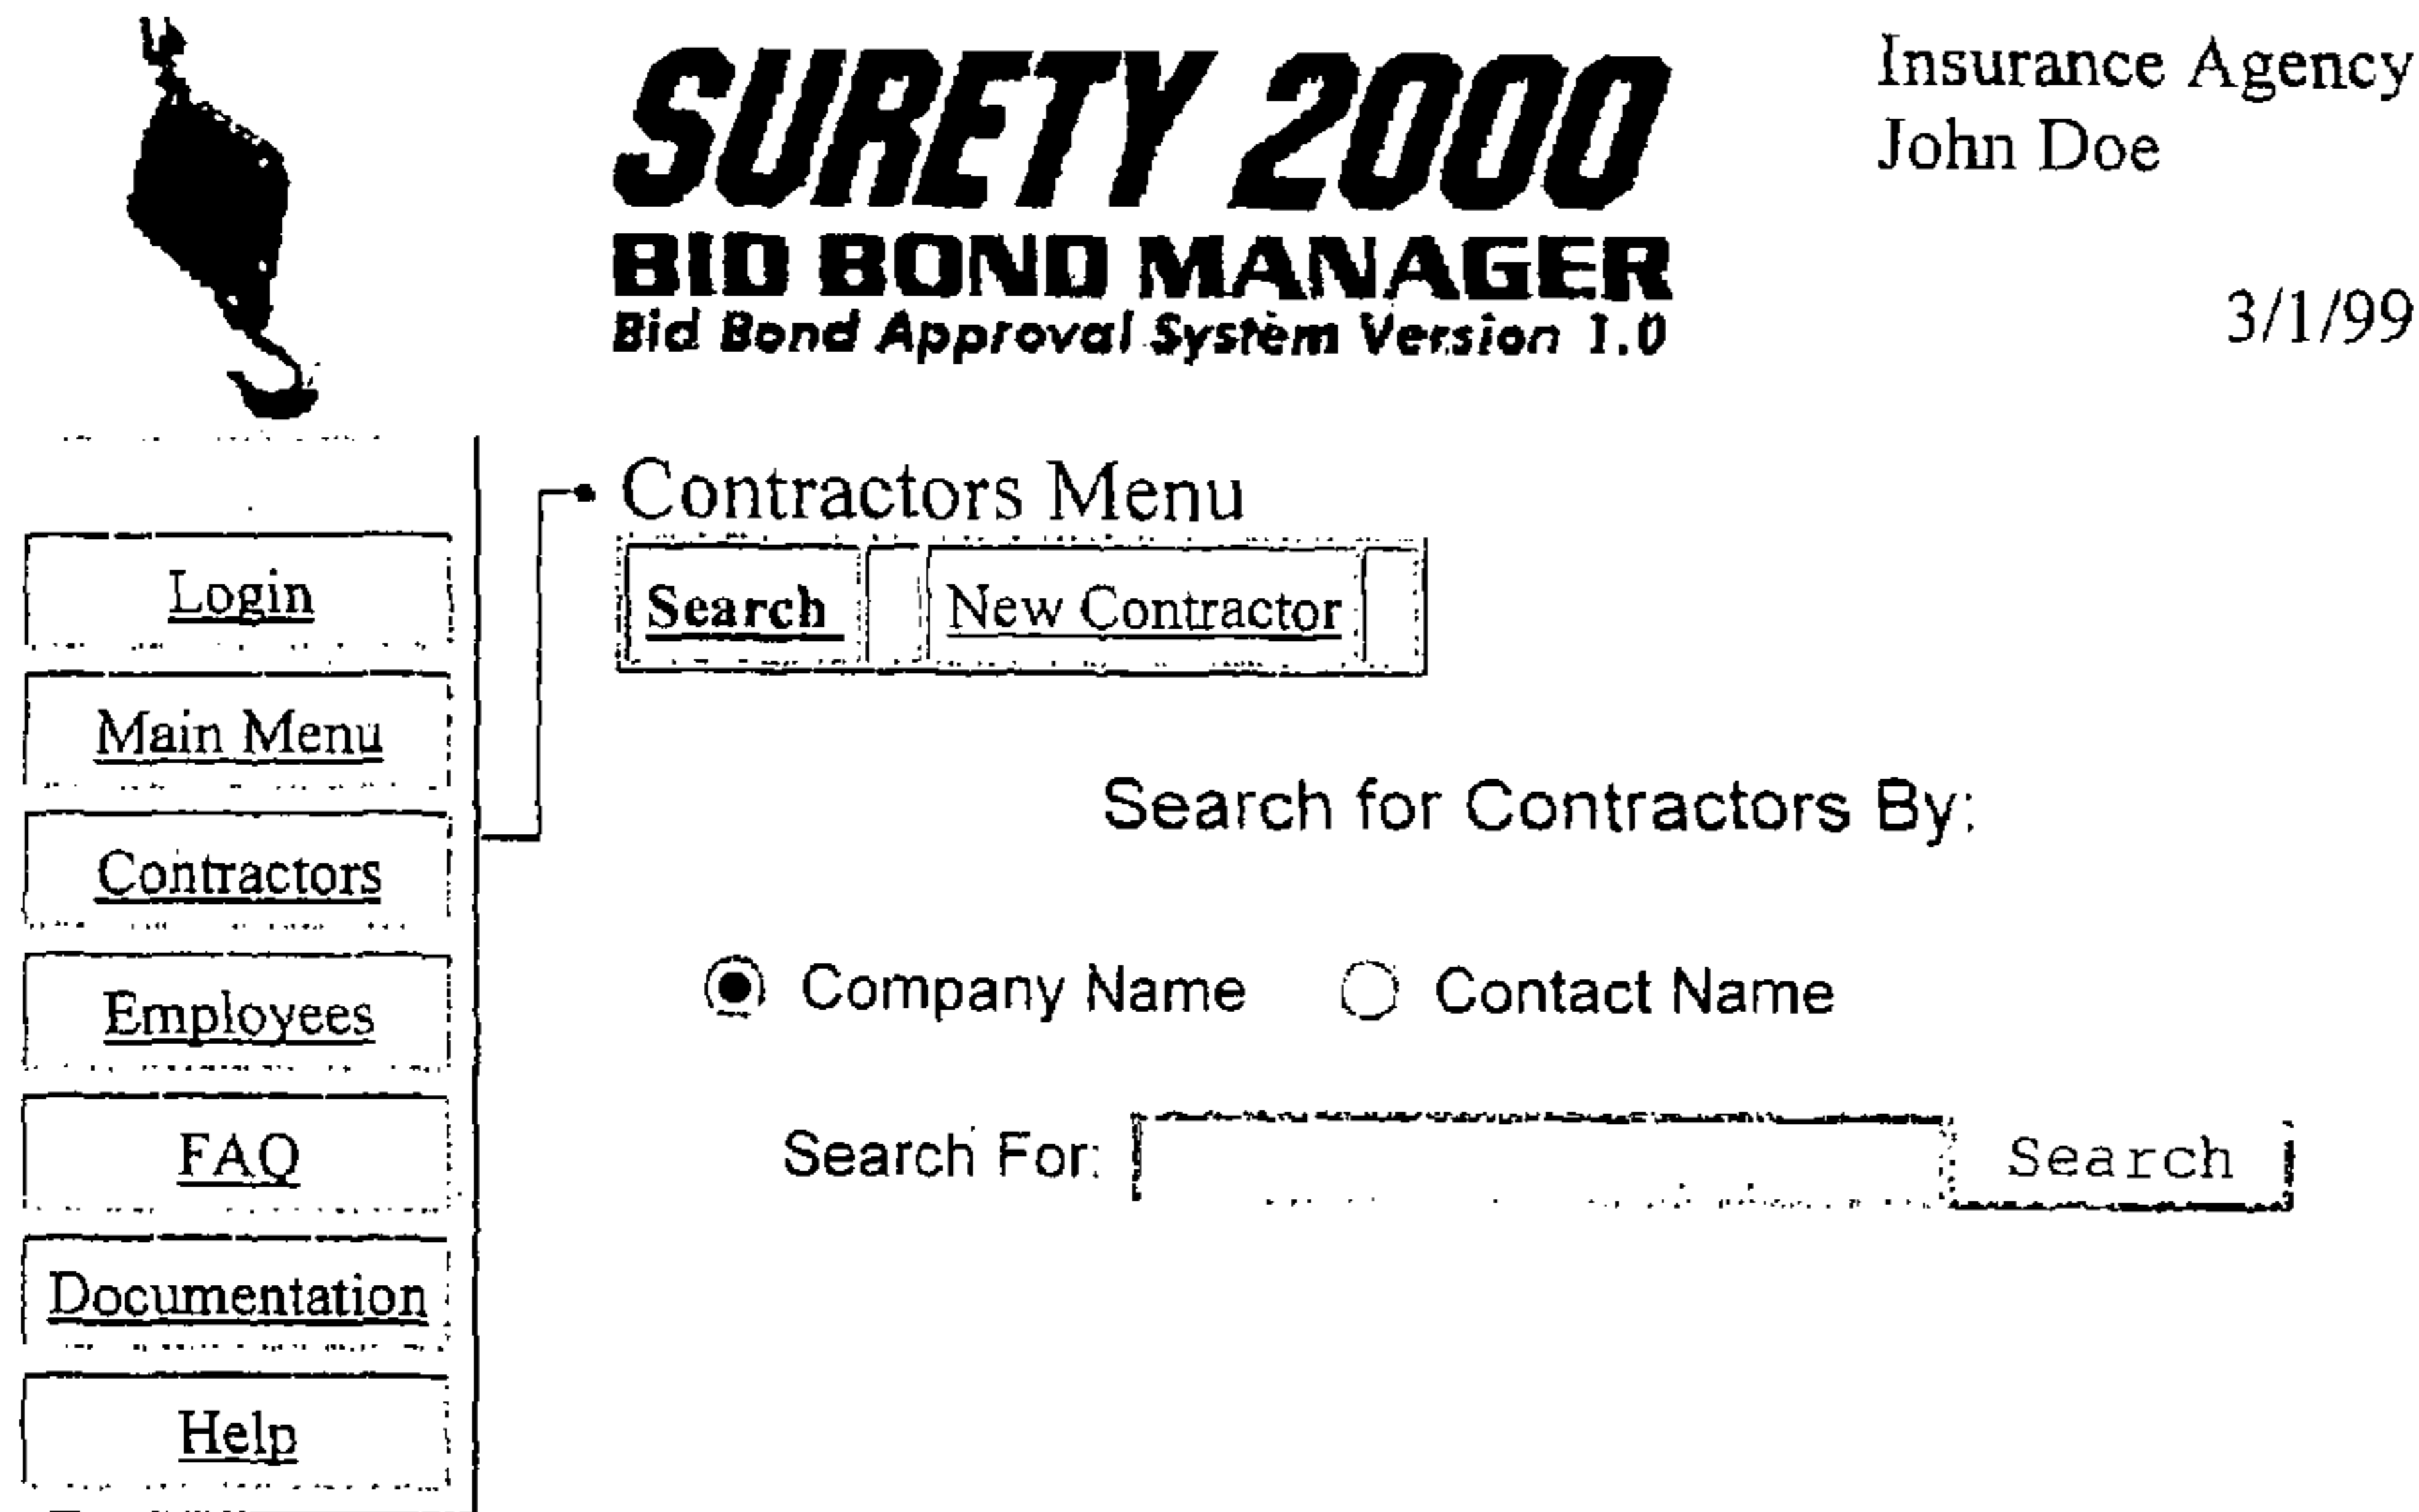 SURETY 2000
BID BOND MANAGER
Bid Bond Approval System Version 1.0
Insurance Agency
John Doe
3/1/99
Login
Main Menu
Contractors
Employees
FAQ
Documentation
Help
Contractors Menu
Search New Contractor
Search for Contractors By:
Company Name Contact Name
Search For: Search